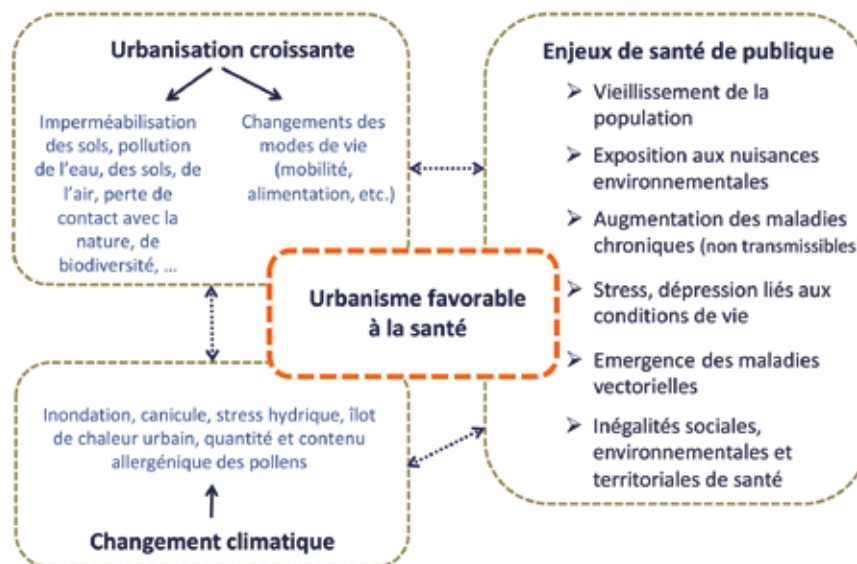 Urbanisation croissante
Imperméabilisation
des sols, pollution
de l'eau, des sols, de
l'air, perte de
contact avec la
nature, de
biodiversité, ...
Changements des
modes de vie
(mobilité,
alimentation, etc.)
Enjeux de santé de publique
➢ Vieillissement de la
population
➢ Exposition aux nuisances
environnementales
➢ Augmentation des maladies
chroniques (non transmissibles
➢ Stress, dépression liés aux
conditions de vie
➢ Emergence des maladies
vectorielles
➢ Inégalités sociales,
environnementales et
territoriales de santé
Urbanisme favorable
à la santé
Inondation, canicule, stress hydrique, îlot
de chaleur urbain, quantité et contenu
allergénique des pollens
Changement climatique